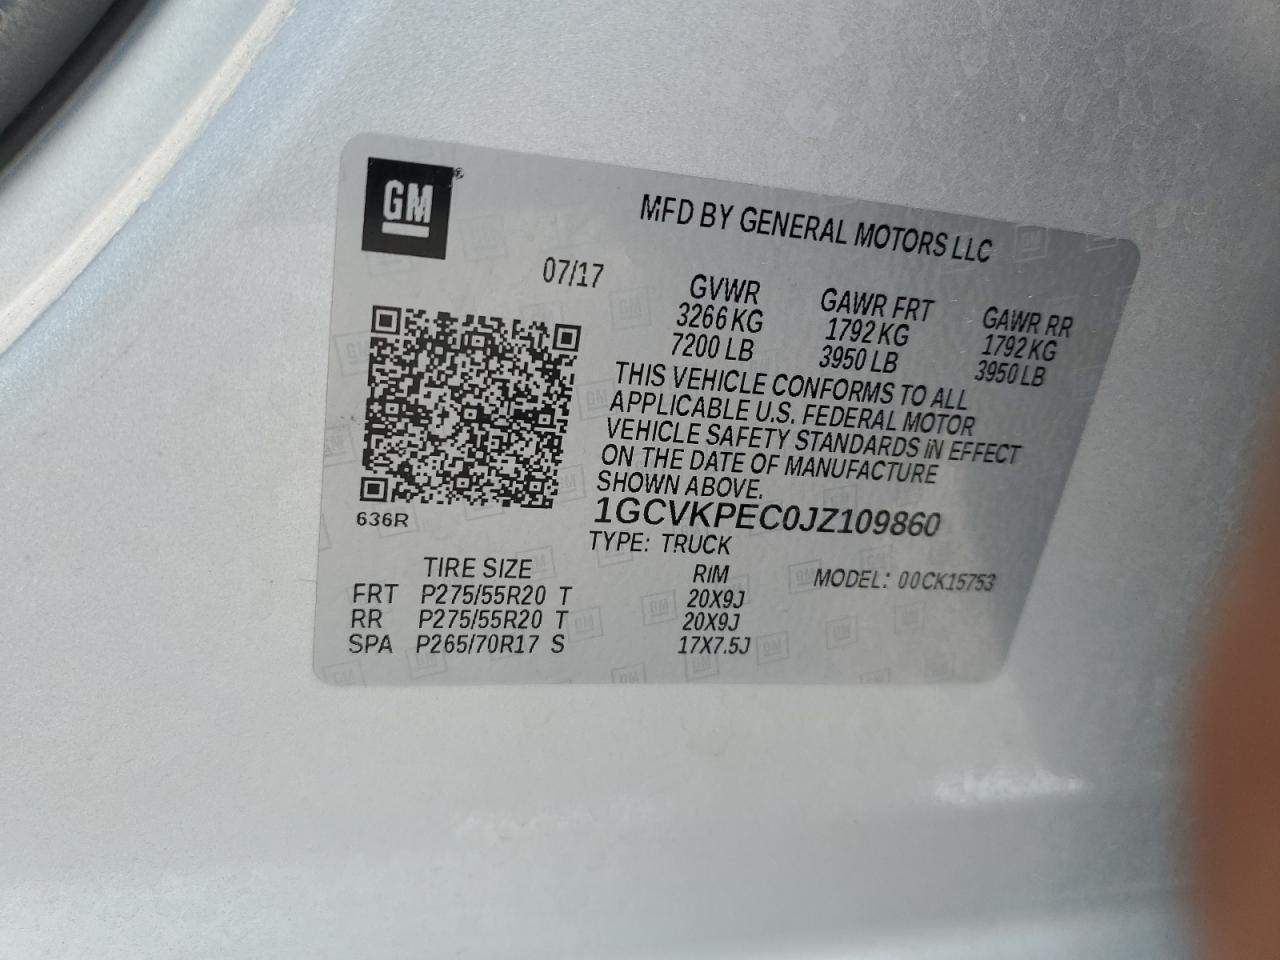 GM®
MFD BY GENERAL MOTORS LLC
07/17
GVWR GAWR FRT GAWR RR
3266 KG 1792 KG 1792 KG
7200 LB 3950 LB 3950 LB
THIS VEHICLE CONFORMS TO ALL
APPLICABLE U.S. FEDERAL MOTOR
VEHICLE SAFETY STANDARDS IN EFFECT
ON THE DATE OF MANUFACTURE
SHOWN ABOVE.
636R
1GCVKPEC0JZ109860
TYPE: TRUCK
TIRE SIZE RIM MODEL: 00CK15753
FRT P275/55R20 T 20X9J
RR P275/55R20 T 20X9J
SPA P265/70R17 S 17X7.5J